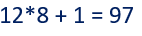 12*8 + 1 = 97